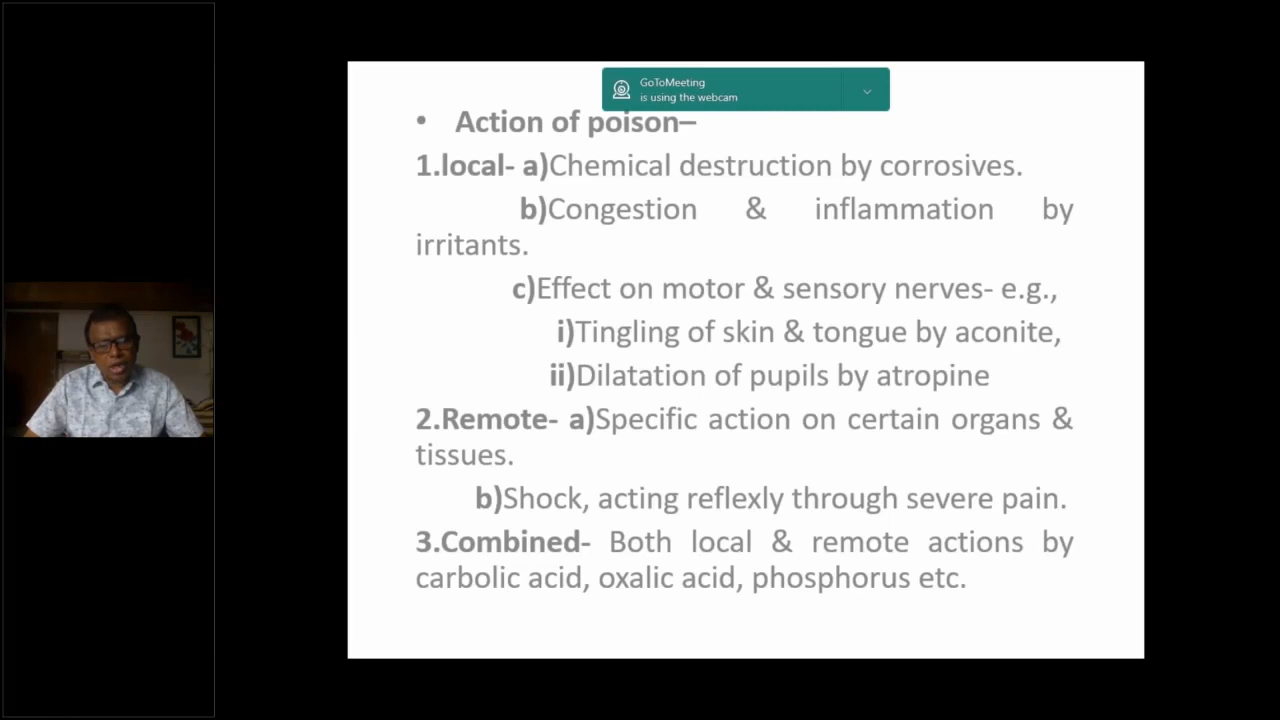 GoToMeeting
is using the webcam
• Action of poison–
1.local- a)Chemical destruction by corrosives.
b)Congestion & inflammation by
irritants.
c)Effect on motor & sensory nerves- e.g.,
i)Tingling of skin & tongue by aconite,
ii)Dilatation of pupils by atropine
2.Remote- a)Specific action on certain organs &
tissues.
b)Shock, acting reflexly through severe pain.
3.Combined- Both local & remote actions by
carbolic acid, oxalic acid, phosphorus etc.